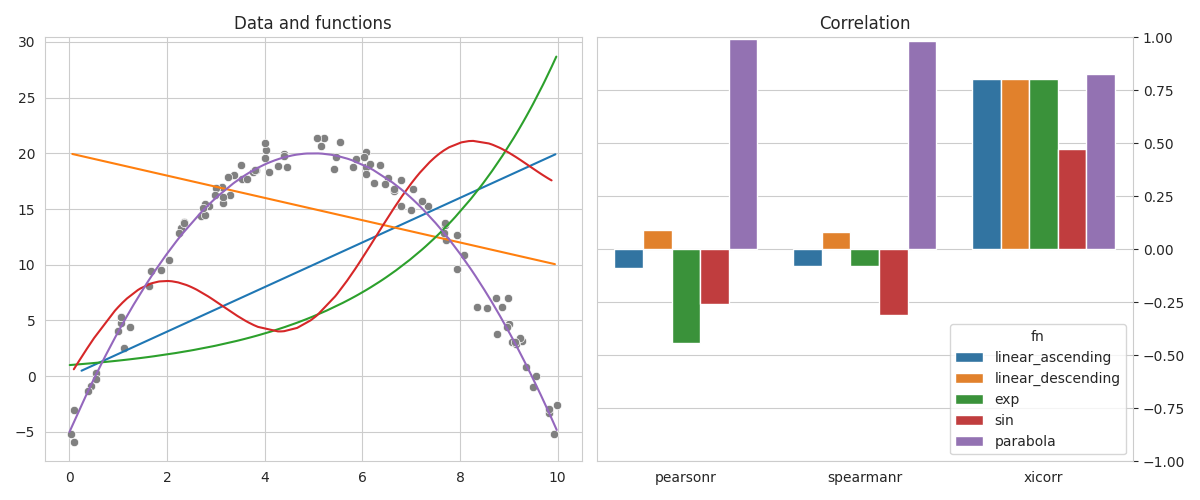 Data and functions
30
25
20
15
10
5
0
−5
0 2 4 6 8 10
Correlation
1.00
0.75
0.50
0.25
0.00
−0.25
−0.50
−0.75
−1.00
fn
linear_ascending
linear_descending
exp
sin
parabola
pearsonr spearmanr xicorr